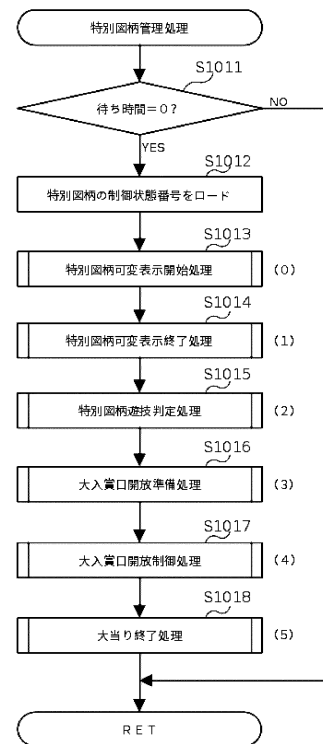 特別図柄管理処理
S1011
待ち時間＝０？
NO
YES
S1012
特別図柄の制御状態番号をロード
S1013
特別図柄可変表示開始処理
(0)
S1014
特別図柄可変表示終了処理
(1)
S1015
特別図柄遊技判定処理
(2)
S1016
大入賞口開放準備処理
(3)
S1017
大入賞口開放制御処理
(4)
S1018
大当り終了処理
(5)
RET